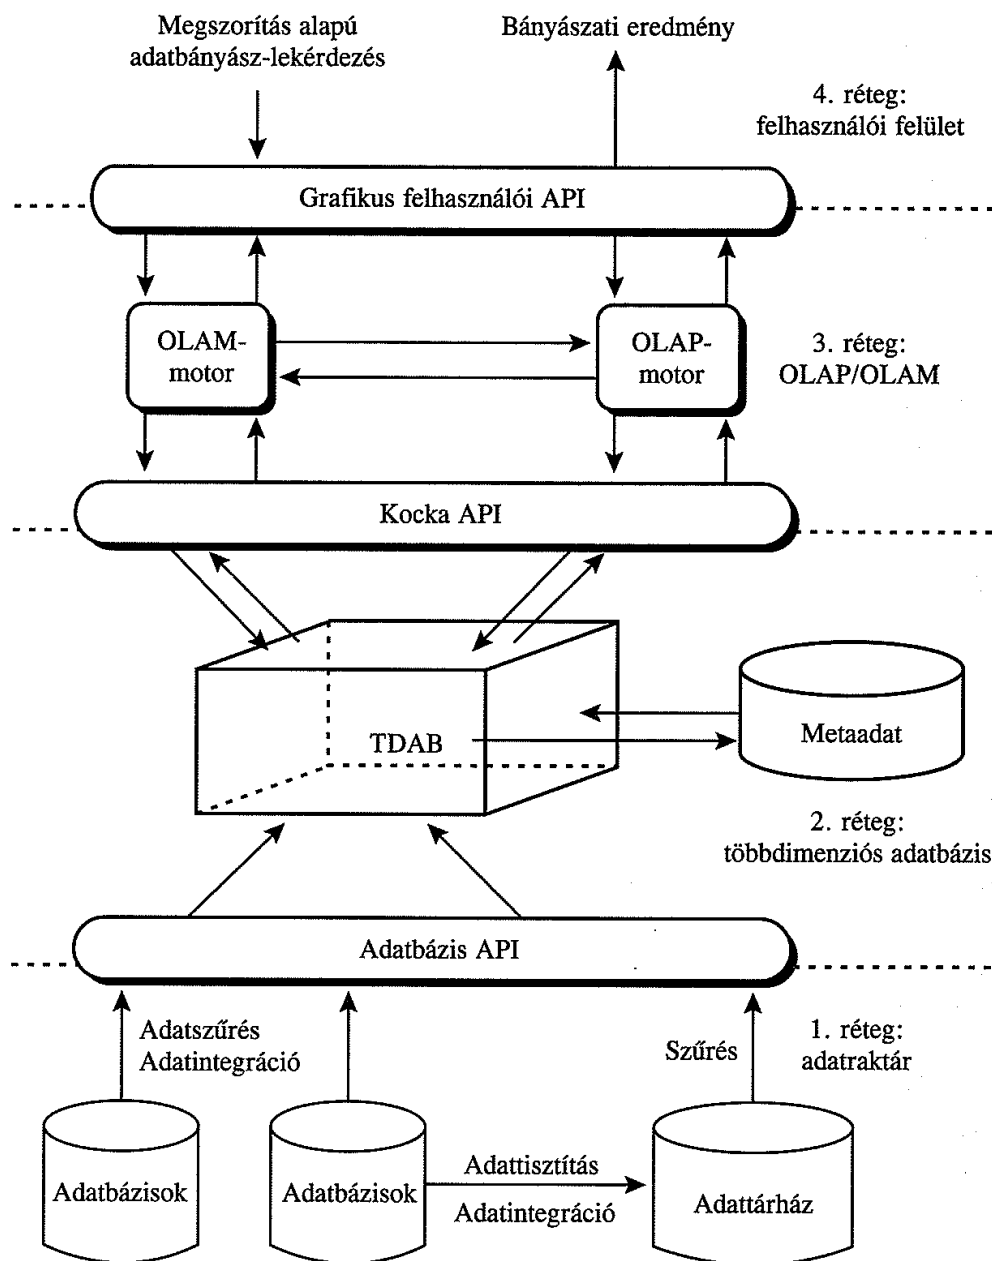 Megszorítás alapú
adatbányász-lekérdezés
Bányászati eredmény
4. réteg:
felhasználói felület
Grafikus felhasználói API
OLAM-
motor
OLAP-
motor
3. réteg:
OLAP/OLAM
Kocka API
TDAB
Metaadat
2. réteg:
többdimenziós adatbázis
Adatbázis API
Adatszűrés
Adatintegráció
Szűrés
1. réteg:
adatraktár
Adatbázisok
Adatbázisok
Adattisztítás
Adatintegráció
Adattárház